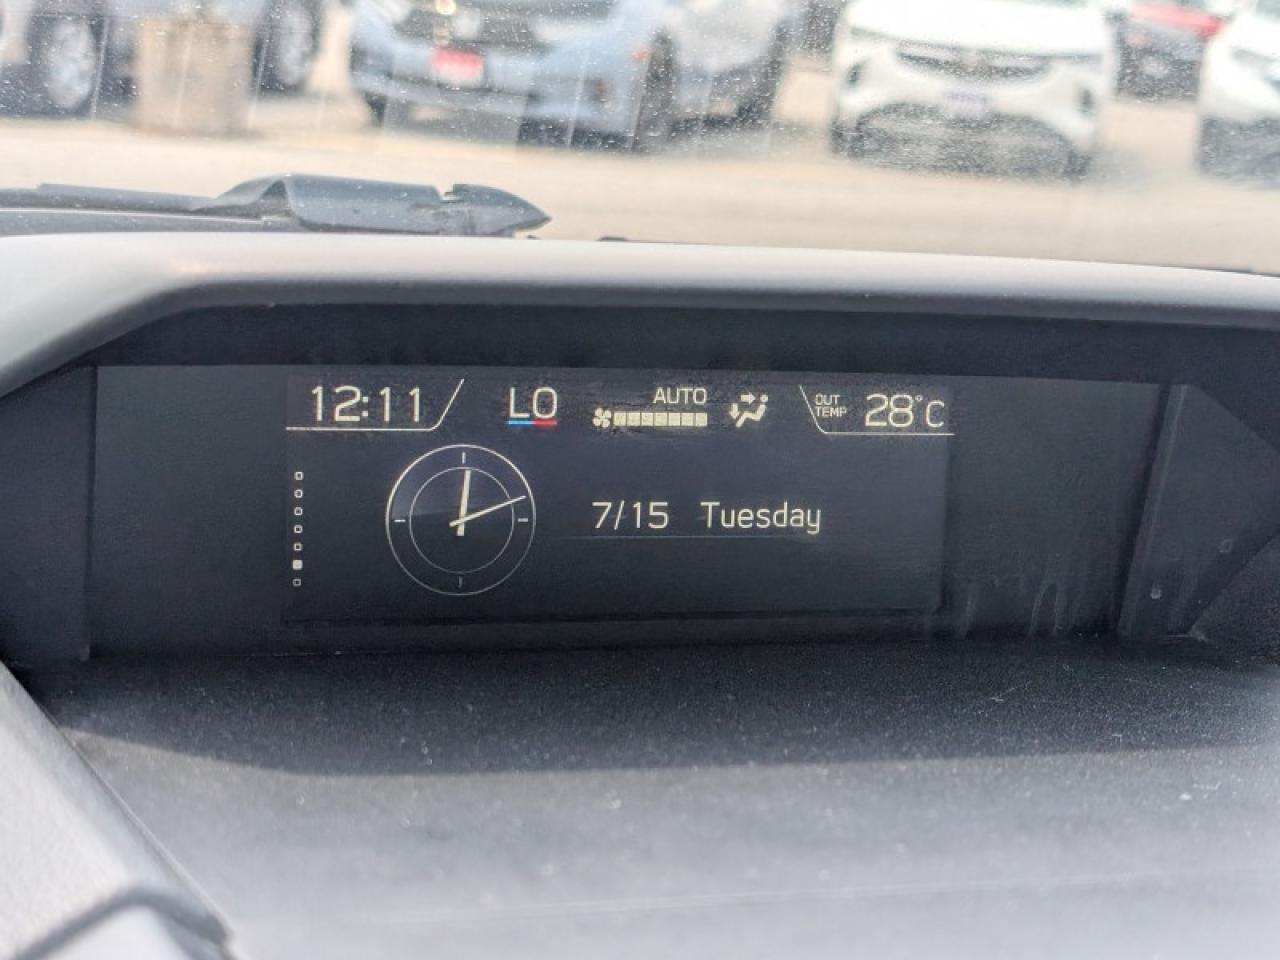 12:11 LO AUTO OUT TEMP 28°C
7/15 Tuesday